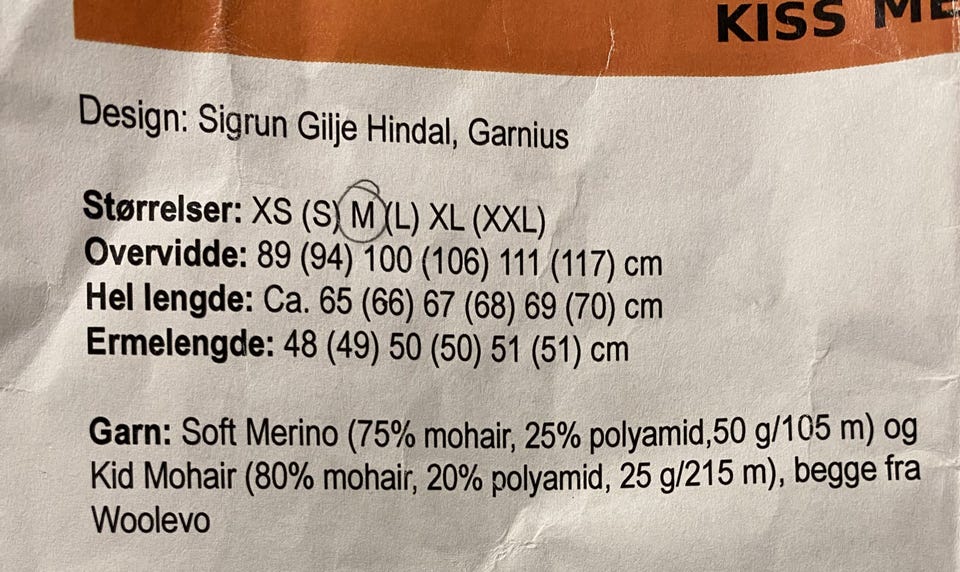 KISS ME
Design: Sigrun Gilje Hindal, Garnius
Størrelser: XS (S) M (L) XL (XXL)
Overvidde: 89 (94) 100 (106) 111 (117) cm
Hel lengde: Ca. 65 (66) 67 (68) 69 (70) cm
Ermelengde: 48 (49) 50 (50) 51 (51) cm
Garn: Soft Merino (75% mohair, 25% polyamid,50 g/105 m) og
Kid Mohair (80% mohair, 20% polyamid, 25 g/215 m), begge fra
Woolevo